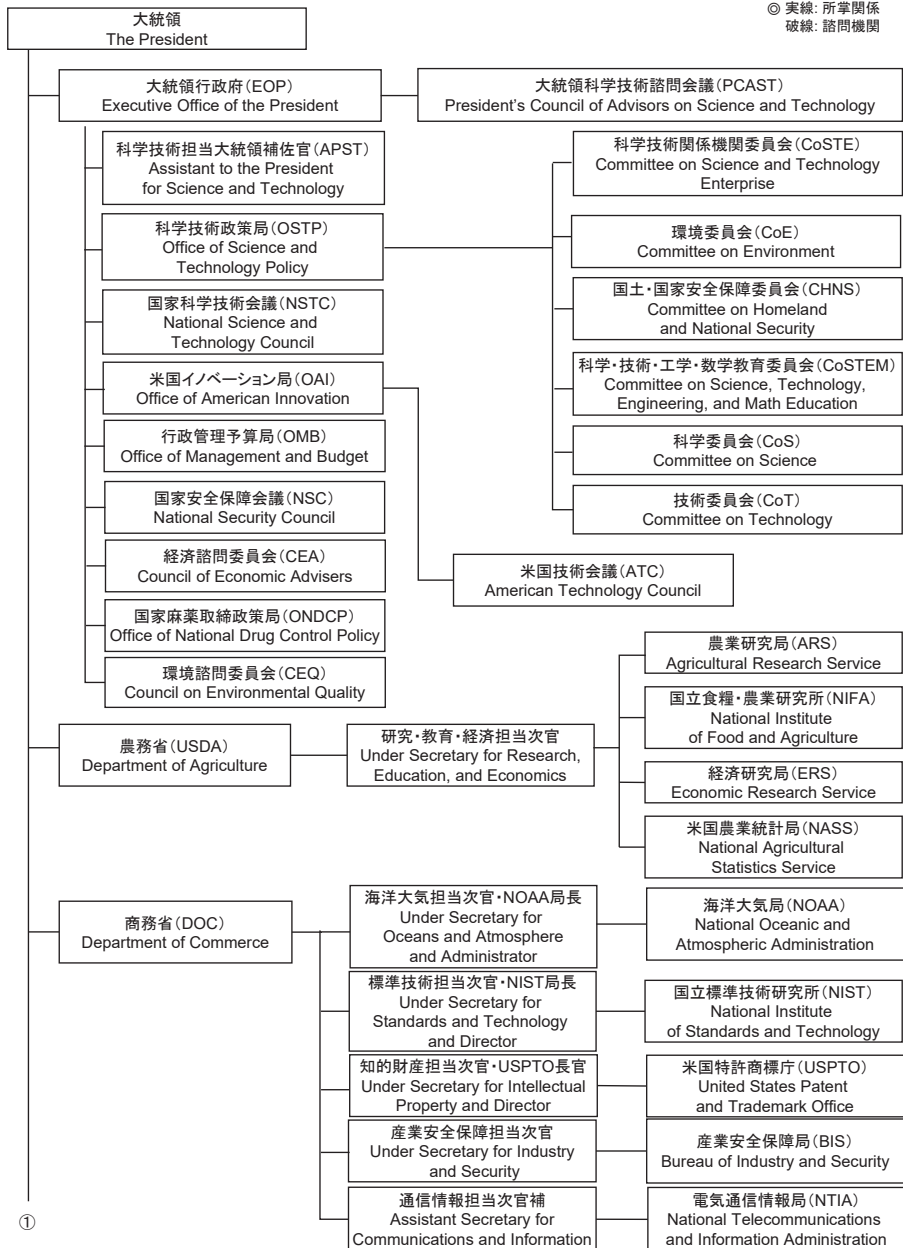 ◎ 実線: 所掌関係
破線: 諮問機関
大統領
The President
大統領行政府(EOP)
Executive Office of the President
大統領科学技術諮問会議(PCAST)
President's Council of Advisors on Science and Technology
科学技術担当大統領補佐官(APST)
Assistant to the President
for Science and Technology
科学技術政策局(OSTP)
Office of Science and
Technology Policy
国家科学技術会議(NSTC)
National Science and
Technology Council
米国イノベーション局(OAI)
Office of American Innovation
行政管理予算局(OMB)
Office of Management and Budget
国家安全保障会議(NSC)
National Security Council
経済諮問委員会(CEA)
Council of Economic Advisers
国家麻薬取締政策局(ONDCP)
Office of National Drug Control Policy
環境諮問委員会(CEQ)
Council on Environmental Quality
科学技術関係機関委員会(CoSTE)
Committee on Science and Technology
Enterprise
環境委員会(CoE)
Committee on Environment
国土・国家安全保障委員会(CHNS)
Committee on Homeland
and National Security
科学・技術・工学・数学教育委員会(CoSTEM)
Committee on Science, Technology,
Engineering, and Math Education
科学委員会(CoS)
Committee on Science
技術委員会(CoT)
Committee on Technology
米国技術会議(ATC)
American Technology Council
農務省(USDA)
Department of Agriculture
研究・教育・経済担当次官
Under Secretary for Research,
Education, and Economics
農業研究局(ARS)
Agricultural Research Service
国立食糧・農業研究所(NIFA)
National Institute
of Food and Agriculture
経済研究局(ERS)
Economic Research Service
米国農業統計局(NASS)
National Agricultural
Statistics Service
商務省(DOC)
Department of Commerce
海洋大気担当次官・NOAA局長
Under Secretary for
Oceans and Atmosphere
and Administrator
海洋大気局(NOAA)
National Oceanic and
Atmospheric Administration
標準技術担当次官・NIST局長
Under Secretary for
Standards and Technology
and Director
国立標準技術研究所(NIST)
National Institute
of Standards and Technology
知的財産担当次官・USPTO長官
Under Secretary for Intellectual
Property and Director
米国特許商標庁(USPTO)
United States Patent
and Trademark Office
産業安全保障担当次官
Under Secretary for Industry
and Security
産業安全保障局(BIS)
Bureau of Industry and Security
通信情報担当次官補
Assistant Secretary for
Communications and Information
電気通信情報局(NTIA)
National Telecommunications
and Information Administration
①